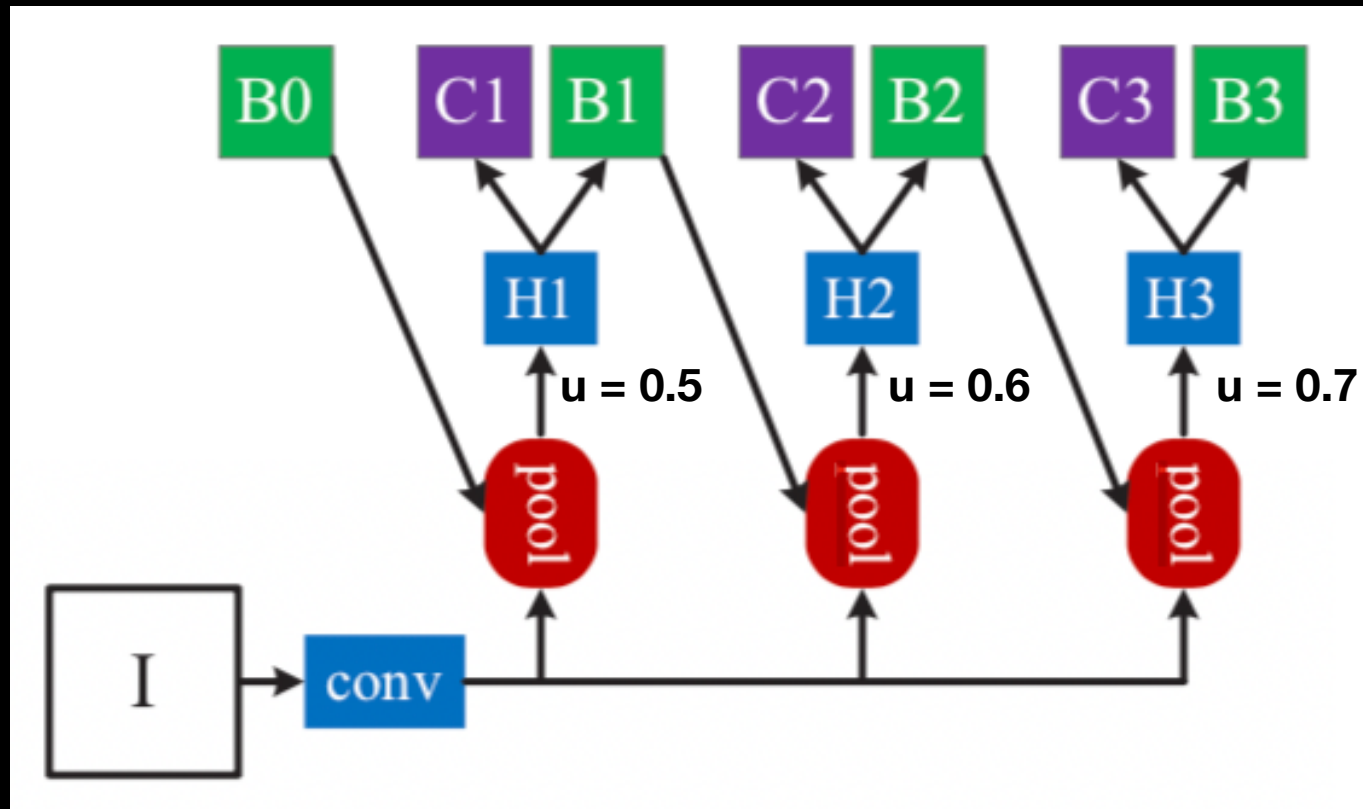 B0 C1 B1 C2 B2 C3 B3
H1 H2 H3
u = 0.5 u = 0.6 u = 0.7
pool pool pool
I conv